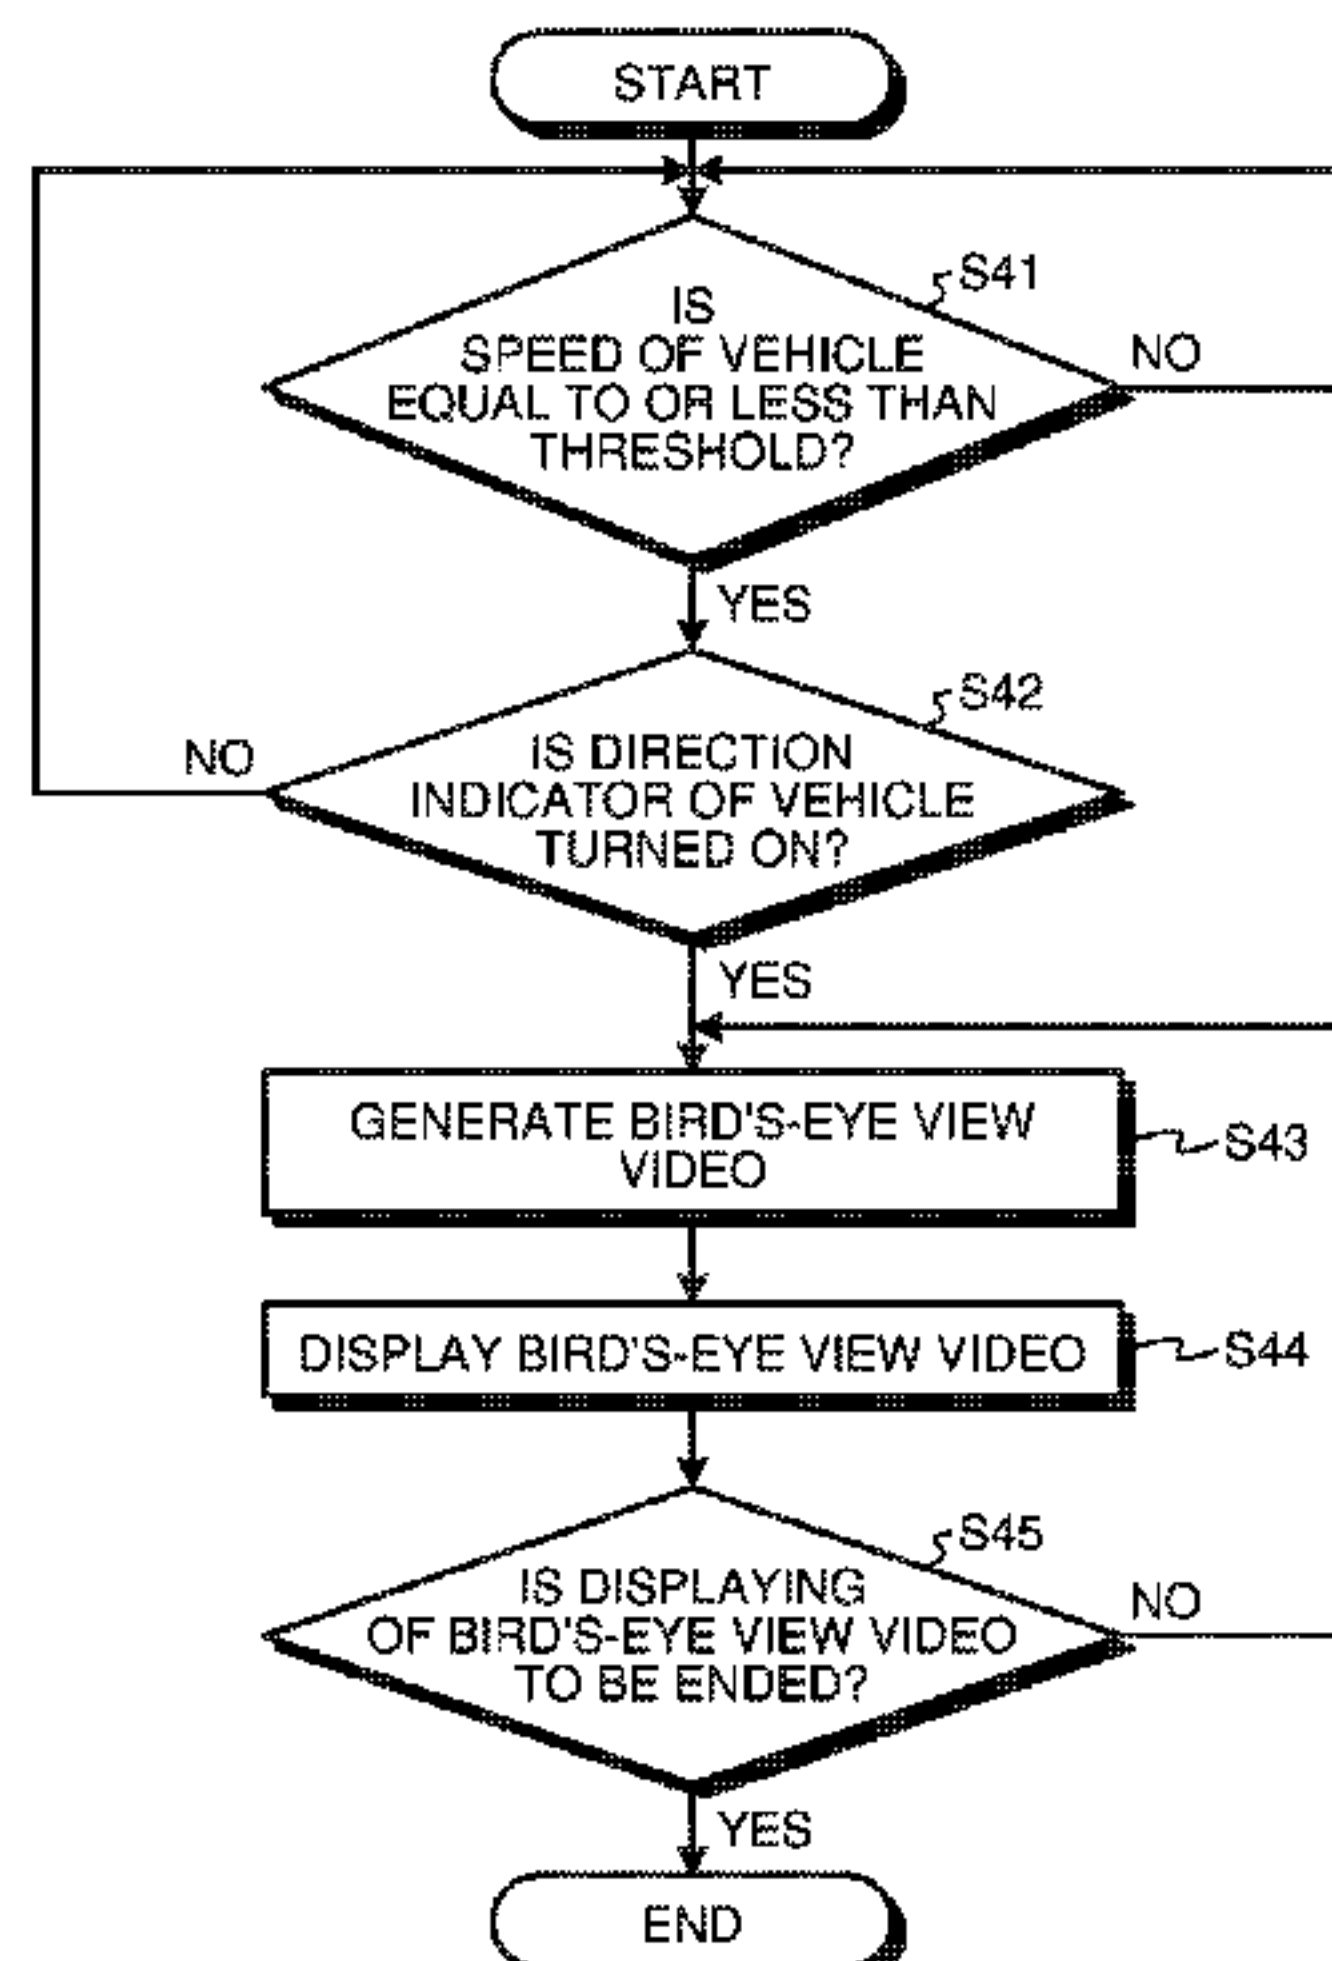 START
S41
IS
SPEED OF VEHICLE
EQUAL TO OR LESS THAN
THRESHOLD?
NO
YES
S42
IS DIRECTION
INDICATOR OF VEHICLE
TURNED ON?
NO
YES
GENERATE BIRD'S-EYE VIEW
VIDEO
S43
DISPLAY BIRD'S-EYE VIEW VIDEO
S44
S45
IS DISPLAYING
OF BIRD'S-EYE VIEW VIDEO
TO BE ENDED?
NO
YES
END